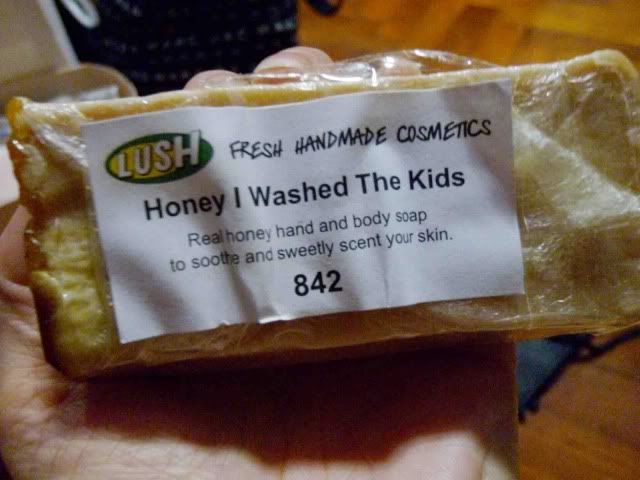 LUSH FRESH HANDMADE COSMETICS
Honey I Washed The Kids
Real honey hand and body soap
to soothe and sweetly scent your skin.
842